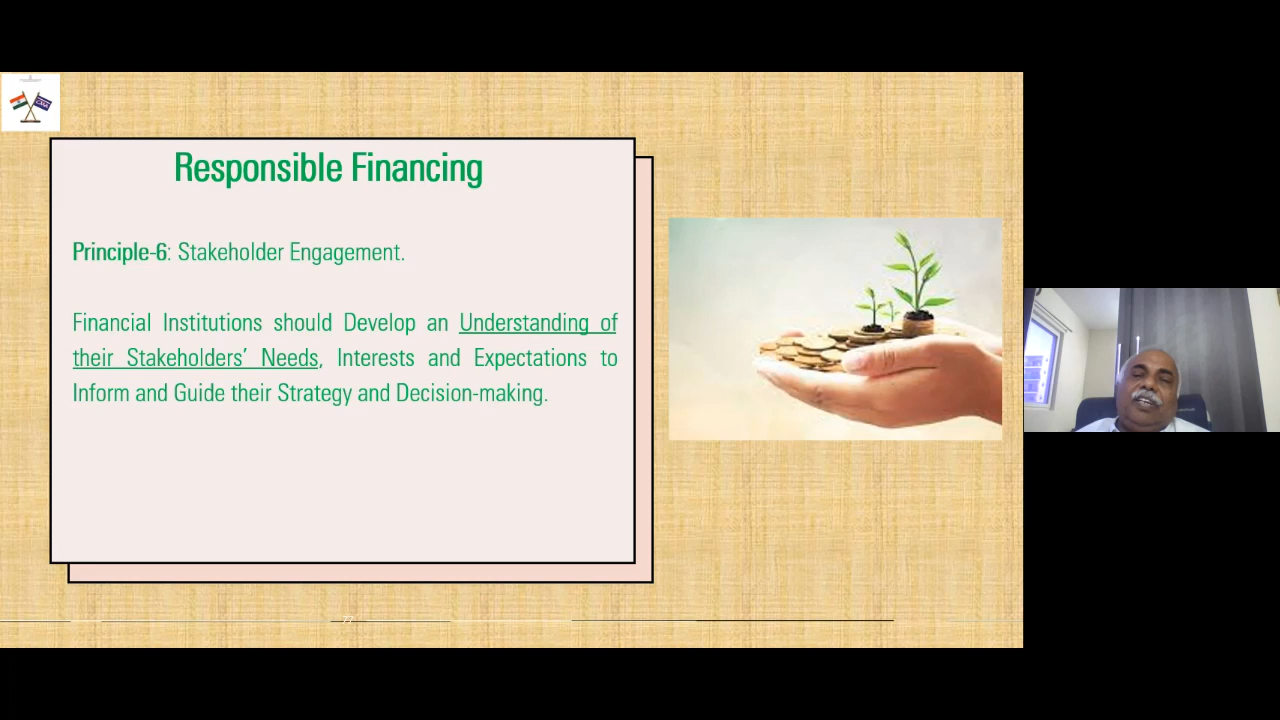 Responsible Financing
Principle-6: Stakeholder Engagement.
Financial Institutions should Develop an Understanding of
their Stakeholders’ Needs, Interests and Expectations to
Inform and Guide their Strategy and Decision-making.
77